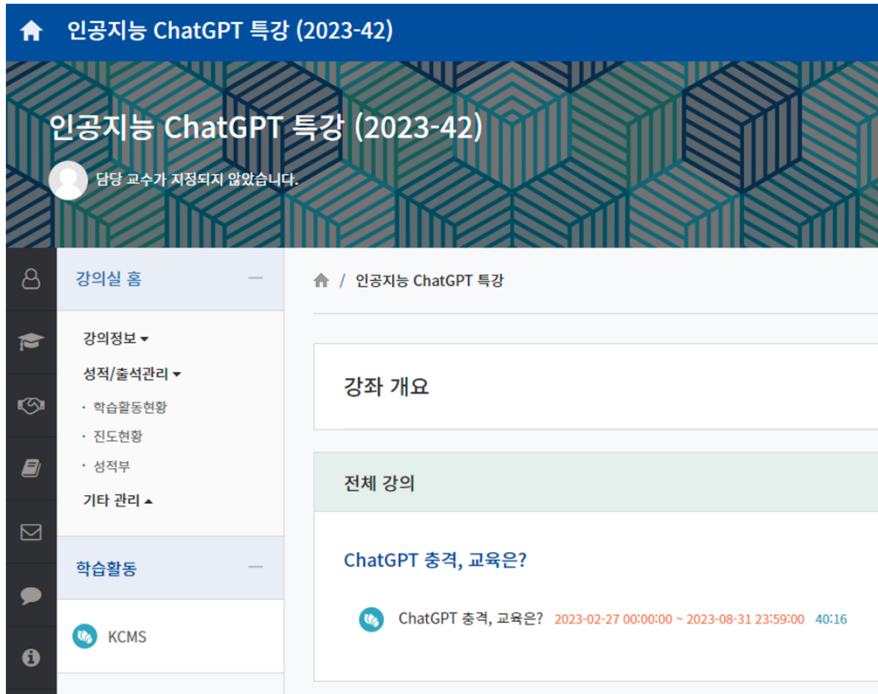 인공지능 ChatGPT 특강 (2023-42)
인공지능 ChatGPT 특강 (2023-42)
담당 교수가 지정되지 않았습니다.
강의실 홈
/ 인공지능 ChatGPT 특강
강의정보
성적/출석관리
· 학습활동현황
· 진도현황
· 성적부
기타 관리
학습활동
KCMS
강좌 개요
전체 강의
ChatGPT 충격, 교육은?
ChatGPT 충격, 교육은? 2023-02-27 00:00:00 ~ 2023-08-31 23:59:00 40:16